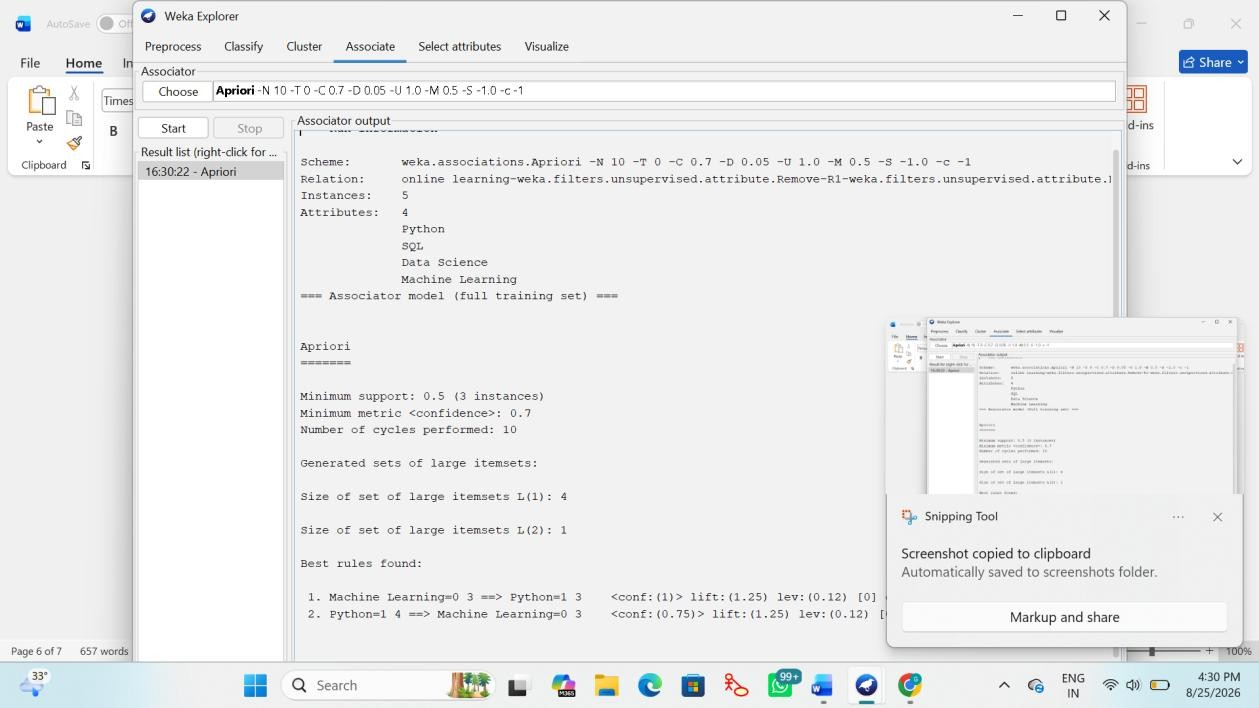 AutoSave Off
Weka Explorer
File Home In
Share
Preprocess Classify Cluster Associate Select attributes Visualize
Associator
Choose Apriori -N 10 -T 0 -C 0.7 -D 0.05 -U 1.0 -M 0.5 -S -1.0 -c -1
Times
Paste
B
Clipboard
d-ins
d-ins
Start Stop
Associator output
Result list (right-click for ...
16:30:22 - Apriori
Scheme: weka.associations.Apriori -N 10 -T 0 -C 0.7 -D 0.05 -U 1.0 -M 0.5 -S -1.0 -c -1
Relation: online learning-weka.filters.unsupervised.attribute.Remove-R1-weka.filters.unsupervised.attribute.
Instances: 5
Attributes: 4
Python
SQL
Data Science
Machine Learning
=== Associator model (full training set) ===
Apriori
=======
Minimum support: 0.5 (3 instances)
Minimum metric <confidence>: 0.7
Number of cycles performed: 10
Generated sets of large itemsets:
Size of set of large itemsets L(1): 4
Size of set of large itemsets L(2): 1
Best rules found:
1. Machine Learning=0 3 ==> Python=1 3 <conf:(1)> lift:(1.25) lev:(0.12) [0]
2. Python=1 4 ==> Machine Learning=0 3 <conf:(0.75)> lift:(1.25) lev:(0.12) [
Snipping Tool
Screenshot copied to clipboard
Automatically saved to screenshots folder.
Markup and share
Page 6 of 7 657 words
100%
33°
Search
M365
99+
ENG
IN
4:30 PM
8/25/2026